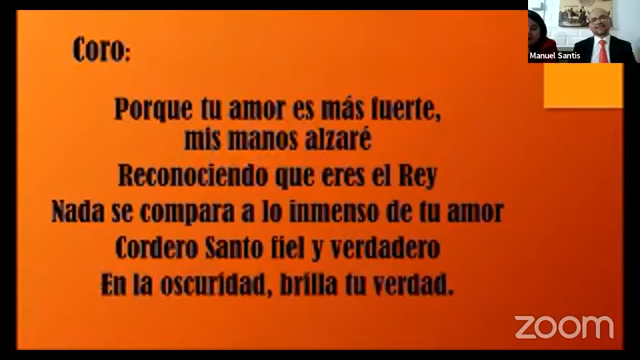 Coro:
Porque tu amor es más fuerte,
mis manos alzaré
Reconociendo que eres el Rey
Nada se compara a lo inmenso de tu amor
Cordero Santo fiel y verdadero
En la oscuridad, brilla tu verdad.
Manuel Santis
zoom